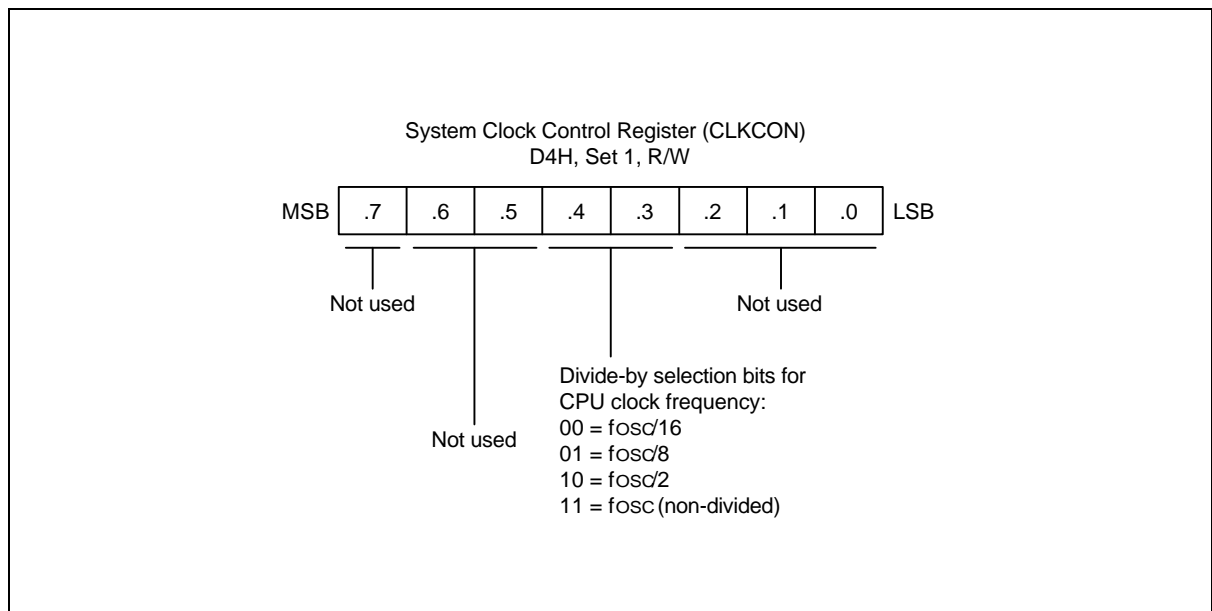 System Clock Control Register (CLKCON)
D4H, Set 1, R/W
MSB .7 .6 .5 .4 .3 .2 .1 .0 LSB
Not used
Not used
Not used
Divide-by selection bits for
CPU clock frequency:
00 = fosc/16
01 = fosc/8
10 = fosc/2
11 = fosc (non-divided)